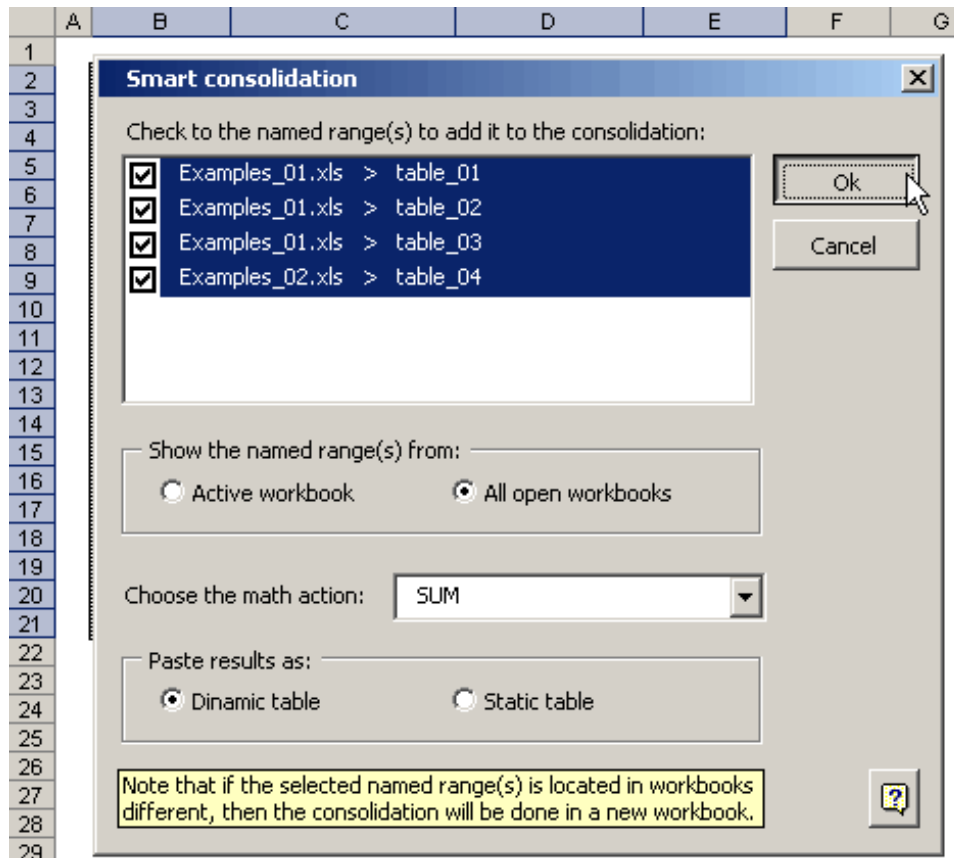 A B C D E F G
1
2
Smart consolidation
3
4
Check to the named range(s) to add it to the consolidation:
5
Examples_01.xls > table_01
6
Ok
Examples_01.xls > table_02
7
8
Examples_01.xls > table_03
Cancel
9
Examples_02.xls > table_04
10
11
12
13
14
15
Show the named range(s) from:
16
Active workbook All open workbooks
17
18
19
20
Choose the math action: SUM
21
22
Paste results as:
23
24
Dinamic table Static table
25
26
27
Note that if the selected named range(s) is located in workbooks
28
different, then the consolidation will be done in a new workbook.
?
29